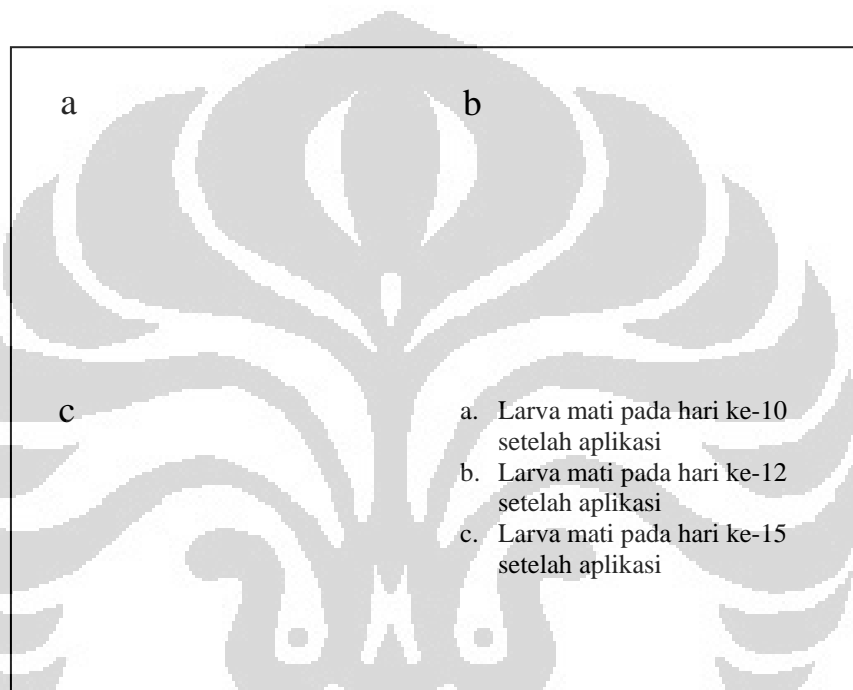 a
b
c
a. Larva mati pada hari ke-10
setelah aplikasi
b. Larva mati pada hari ke-12
setelah aplikasi
c. Larva mati pada hari ke-15
setelah aplikasi